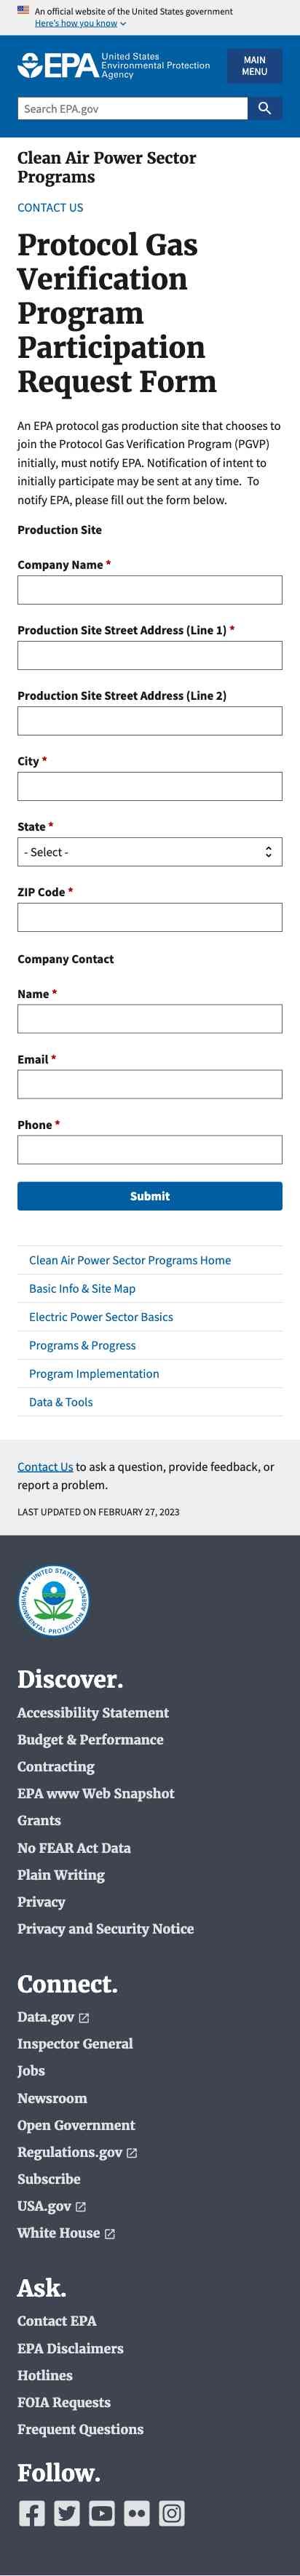 An official website of the United States government
Here's how you know
EPA United States
Environmental Protection
Agency
MAIN
MENU
Search EPA.gov
Clean Air Power Sector
Programs
CONTACT US
Protocol Gas
Verification
Program
Participation
Request Form
An EPA protocol gas production site that chooses to
join the Protocol Gas Verification Program (PGVP)
initially, must notify EPA. Notification of intent to
initially participate may be sent at any time.  To
notify EPA, please fill out the form below.
Production Site
Company Name *
Production Site Street Address (Line 1) *
Production Site Street Address (Line 2)
City *
State *
- Select -
ZIP Code *
Company Contact
Name *
Email *
Phone *
Submit
Clean Air Power Sector Programs Home
Basic Info & Site Map
Electric Power Sector Basics
Programs & Progress
Program Implementation
Data & Tools
Contact Us to ask a question, provide feedback, or
report a problem.
LAST UPDATED ON FEBRUARY 27, 2023
UNITED STATES
ENVIRONMENTAL PROTECTION AGENCY
Discover.
Accessibility Statement
Budget & Performance
Contracting
EPA www Web Snapshot
Grants
No FEAR Act Data
Plain Writing
Privacy
Privacy and Security Notice
Connect.
Data.gov
Inspector General
Jobs
Newsroom
Open Government
Regulations.gov
Subscribe
USA.gov
White House
Ask.
Contact EPA
EPA Disclaimers
Hotlines
FOIA Requests
Frequent Questions
Follow.